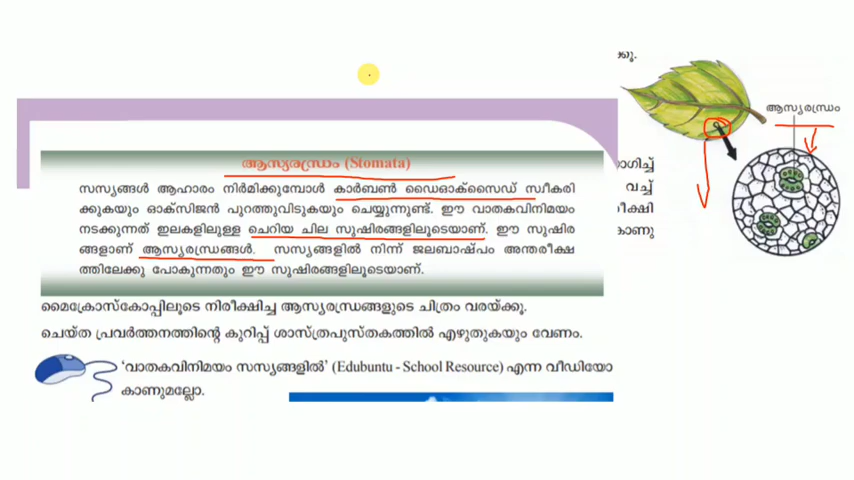 ക്കൂ.
ആസ്യരന്ധ്രം
ആസ്യരന്ധ്രം (Stomata)
സസ്യങ്ങൾ ആഹാരം നിർമിക്കുമ്പോൾ കാർബൺ ഡൈഓക്സൈഡ് സ്വീകരി
ക്കുകയും ഓക്സിജൻ പുറത്തുവിടുകയും ചെയ്യുന്നുണ്ട്. ഈ വാതകവിനിമയം
നടക്കുന്നത് ഇലകളിലുള്ള ചെറിയ ചില സുഷിരങ്ങളിലൂടെയാണ്. ഈ സുഷിര
ങ്ങളാണ് ആസ്യരന്ധ്രങ്ങൾ. സസ്യങ്ങളിൽ നിന്ന് ജലബാഷ്പം അന്തരീക്ഷ
ത്തിലേക്കു പോകുന്നതും ഈ സുഷിരങ്ങളിലൂടെയാണ്.
ഗിച്ച്
വച്ച്
രീക്ഷി
കാണു
മൈക്രോസ്കോപ്പിലൂടെ നിരീക്ഷിച്ച ആസ്യരന്ധ്രങ്ങളുടെ ചിത്രം വരയ്ക്കൂ.
ചെയ്ത പ്രവർത്തനത്തിന്റെ കുറിപ്പ് ശാസ്ത്രപുസ്തകത്തിൽ എഴുതുകയും വേണം.
‘വാതകവിനിമയം സസ്യങ്ങളിൽ’ (Edubuntu - School Resource) എന്ന വീഡിയോ
കാണുമല്ലോ.